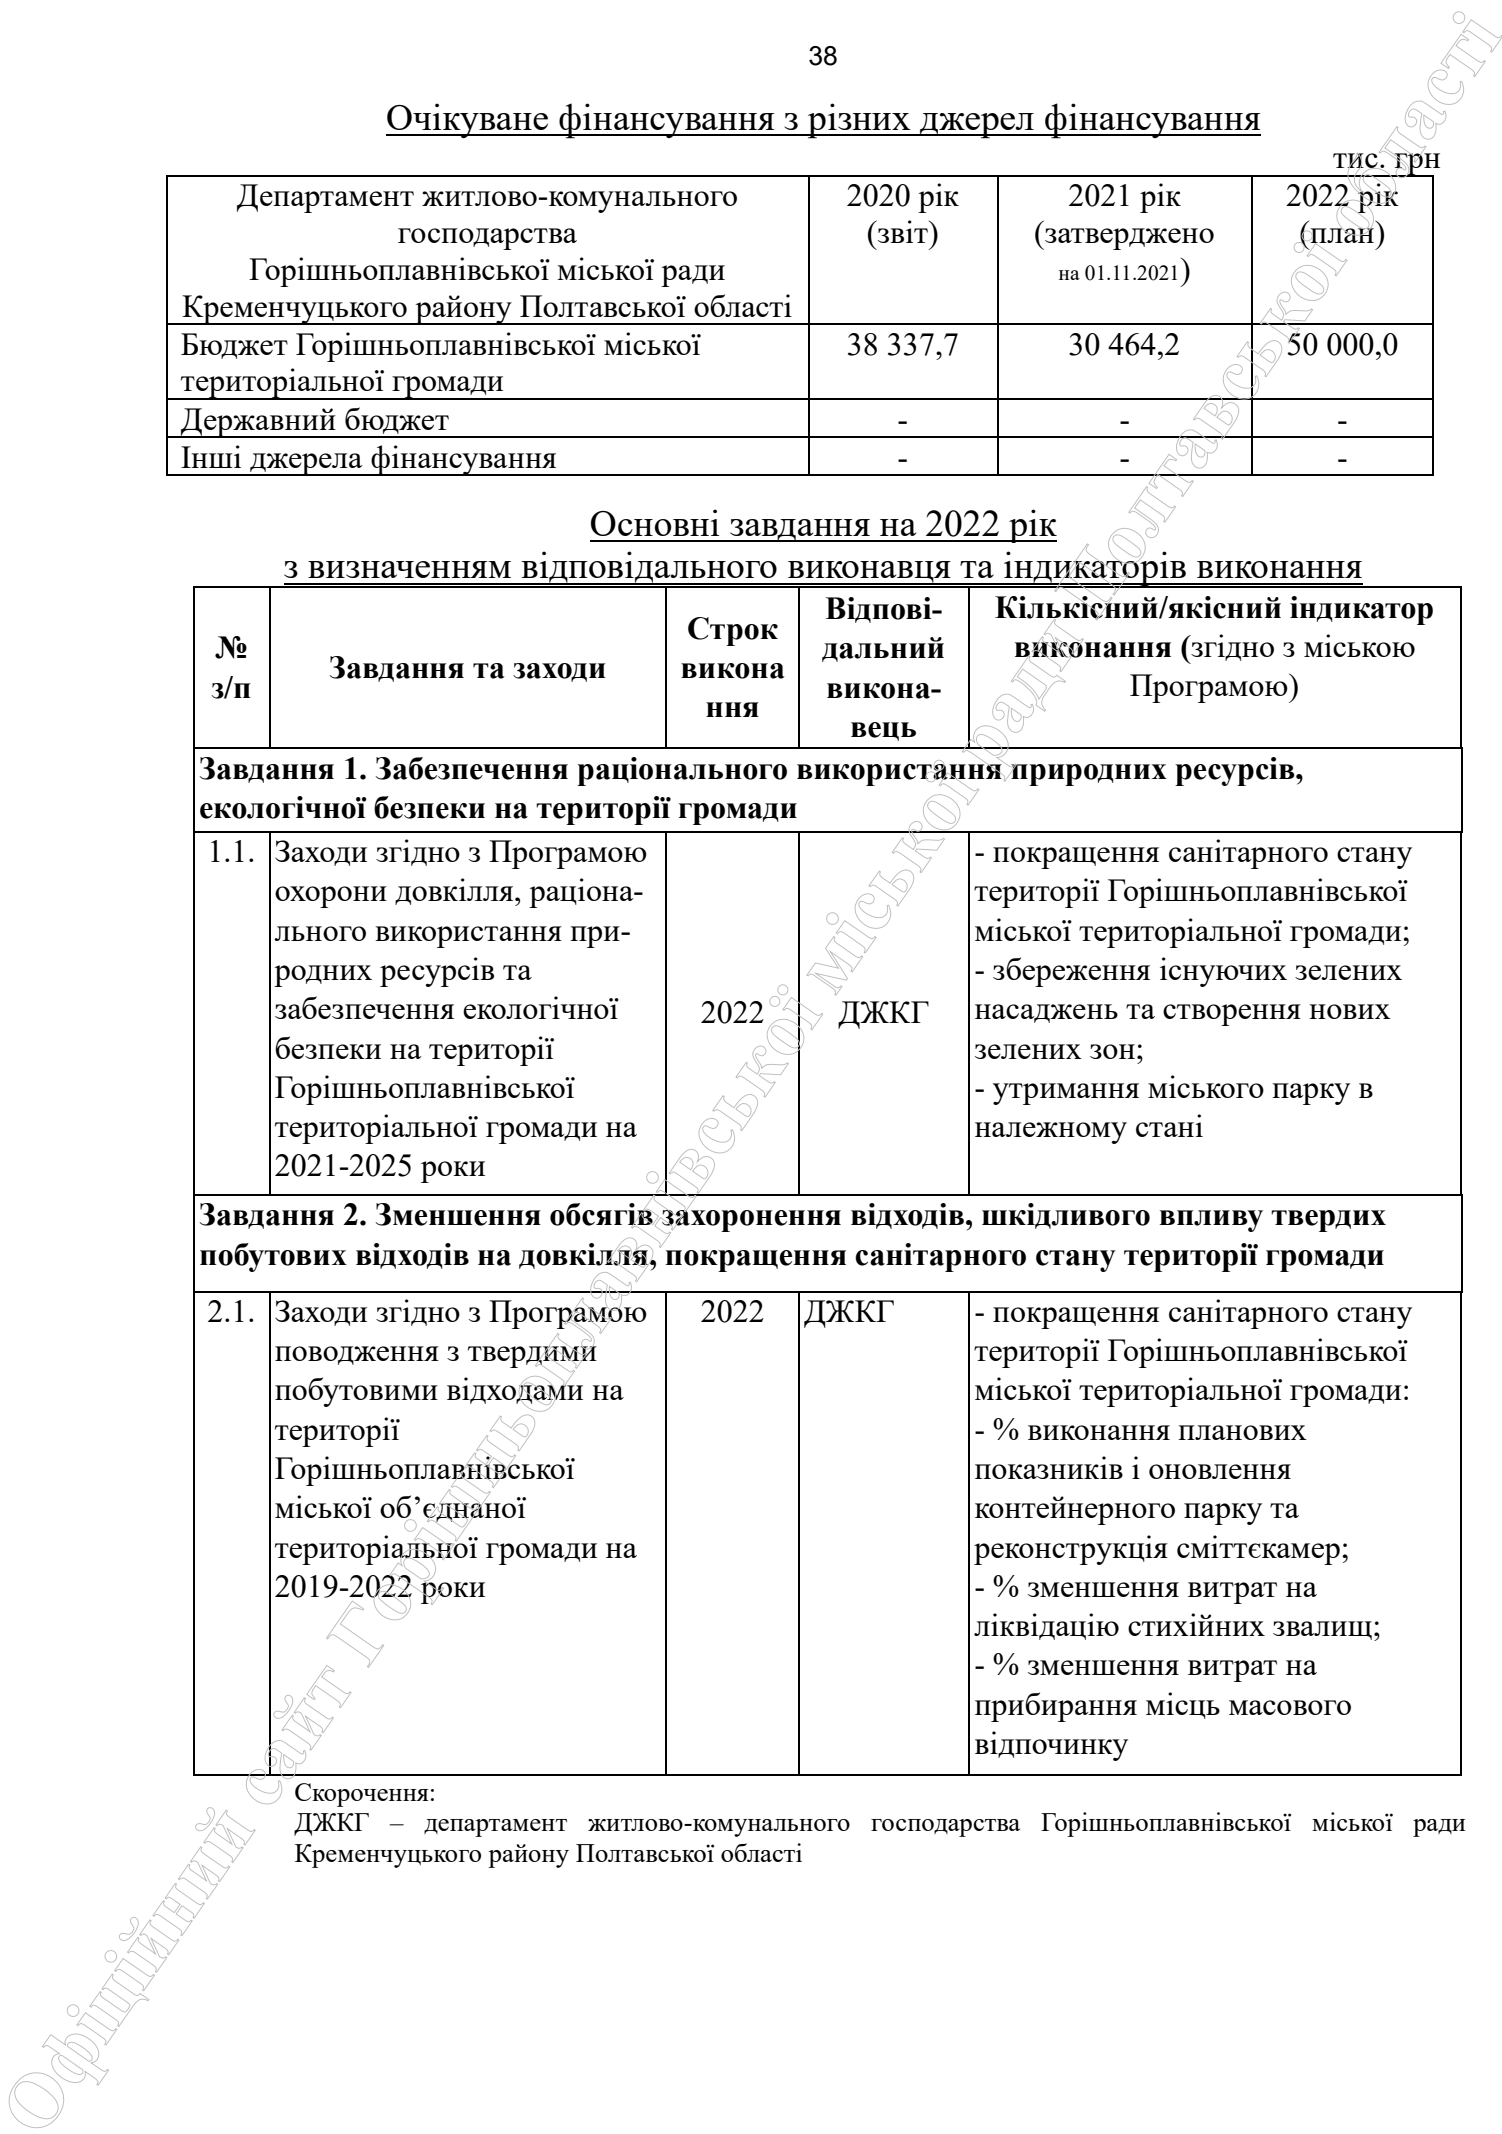 38
Очікуване фінансування з різних джерел фінансування
тис. грн
Департамент житлово-комунального
господарства
Горішньоплавнівської міської ради
Кременчуцького району Полтавської області
2020 рік
(звіт)
2021 рік
(затверджено
на 01.11.2021)
2022 рік
(план)
Бюджет Горішньоплавнівської міської
територіальної громади
38 337,7
30 464,2
50 000,0
Державний бюджет
-
-
-
Інші джерела фінансування
-
-
-
Основні завдання на 2022 рік
з визначенням відповідального виконавця та індикаторів виконання
№
з/п
Завдання та заходи
Строк
викона
ння
Відпові-
дальний
викона-
вець
Кількісний/якісний індикатор
виконання (згідно з міською
Програмою)
Завдання 1. Забезпечення раціонального використання природних ресурсів,
екологічної безпеки на території громади
1.1.
Заходи згідно з Програмою
охорони довкілля, раціона-
льного використання при-
родних ресурсів та
забезпечення екологічної
безпеки на території
Горішньоплавнівської
територіальної громади на
2021-2025 роки
2022
ДЖКГ
- покращення санітарного стану
території Горішньоплавнівської
міської територіальної громади;
- збереження існуючих зелених
насаджень та створення нових
зелених зон;
- утримання міського парку в
належному стані
Завдання 2. Зменшення обсягів захоронення відходів, шкідливого впливу твердих
побутових відходів на довкілля, покращення санітарного стану території громади
2.1.
Заходи згідно з Програмою
поводження з твердими
побутовими відходами на
території
Горішньоплавнівської
міської об’єднаної
територіальної громади на
2019-2022 роки
2022
ДЖКГ
- покращення санітарного стану
території Горішньоплавнівської
міської територіальної громади:
- % виконання планових
показників і оновлення
контейнерного парку та
реконструкція сміттєкамер;
- % зменшення витрат на
ліквідацію стихійних звалищ;
- % зменшення витрат на
прибирання місць масового
відпочинку
Скорочення:
ДЖКГ – департамент житлово-комунального господарства Горішньоплавнівської міської ради
Кременчуцького району Полтавської області
Офіційний сайт Горішньоплавнівської міської ради Полтавської області